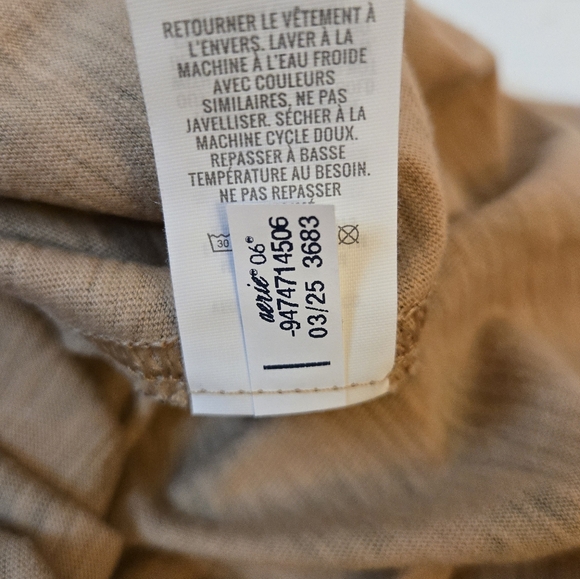 RETOURNER LE VÊTEMENT À
L'ENVERS. LAVER À LA
MACHINE À L'EAU FROIDE
AVEC COULEURS
SIMILAIRES, NE PAS
JAVELLISER. SÉCHER À LA
MACHINE CYCLE DOUX.
REPASSER À BASSE
TEMPÉRATURE AU BESOIN.
NE PAS REPASSER
30
aerie® 06®
-9474714506
03/25 3683